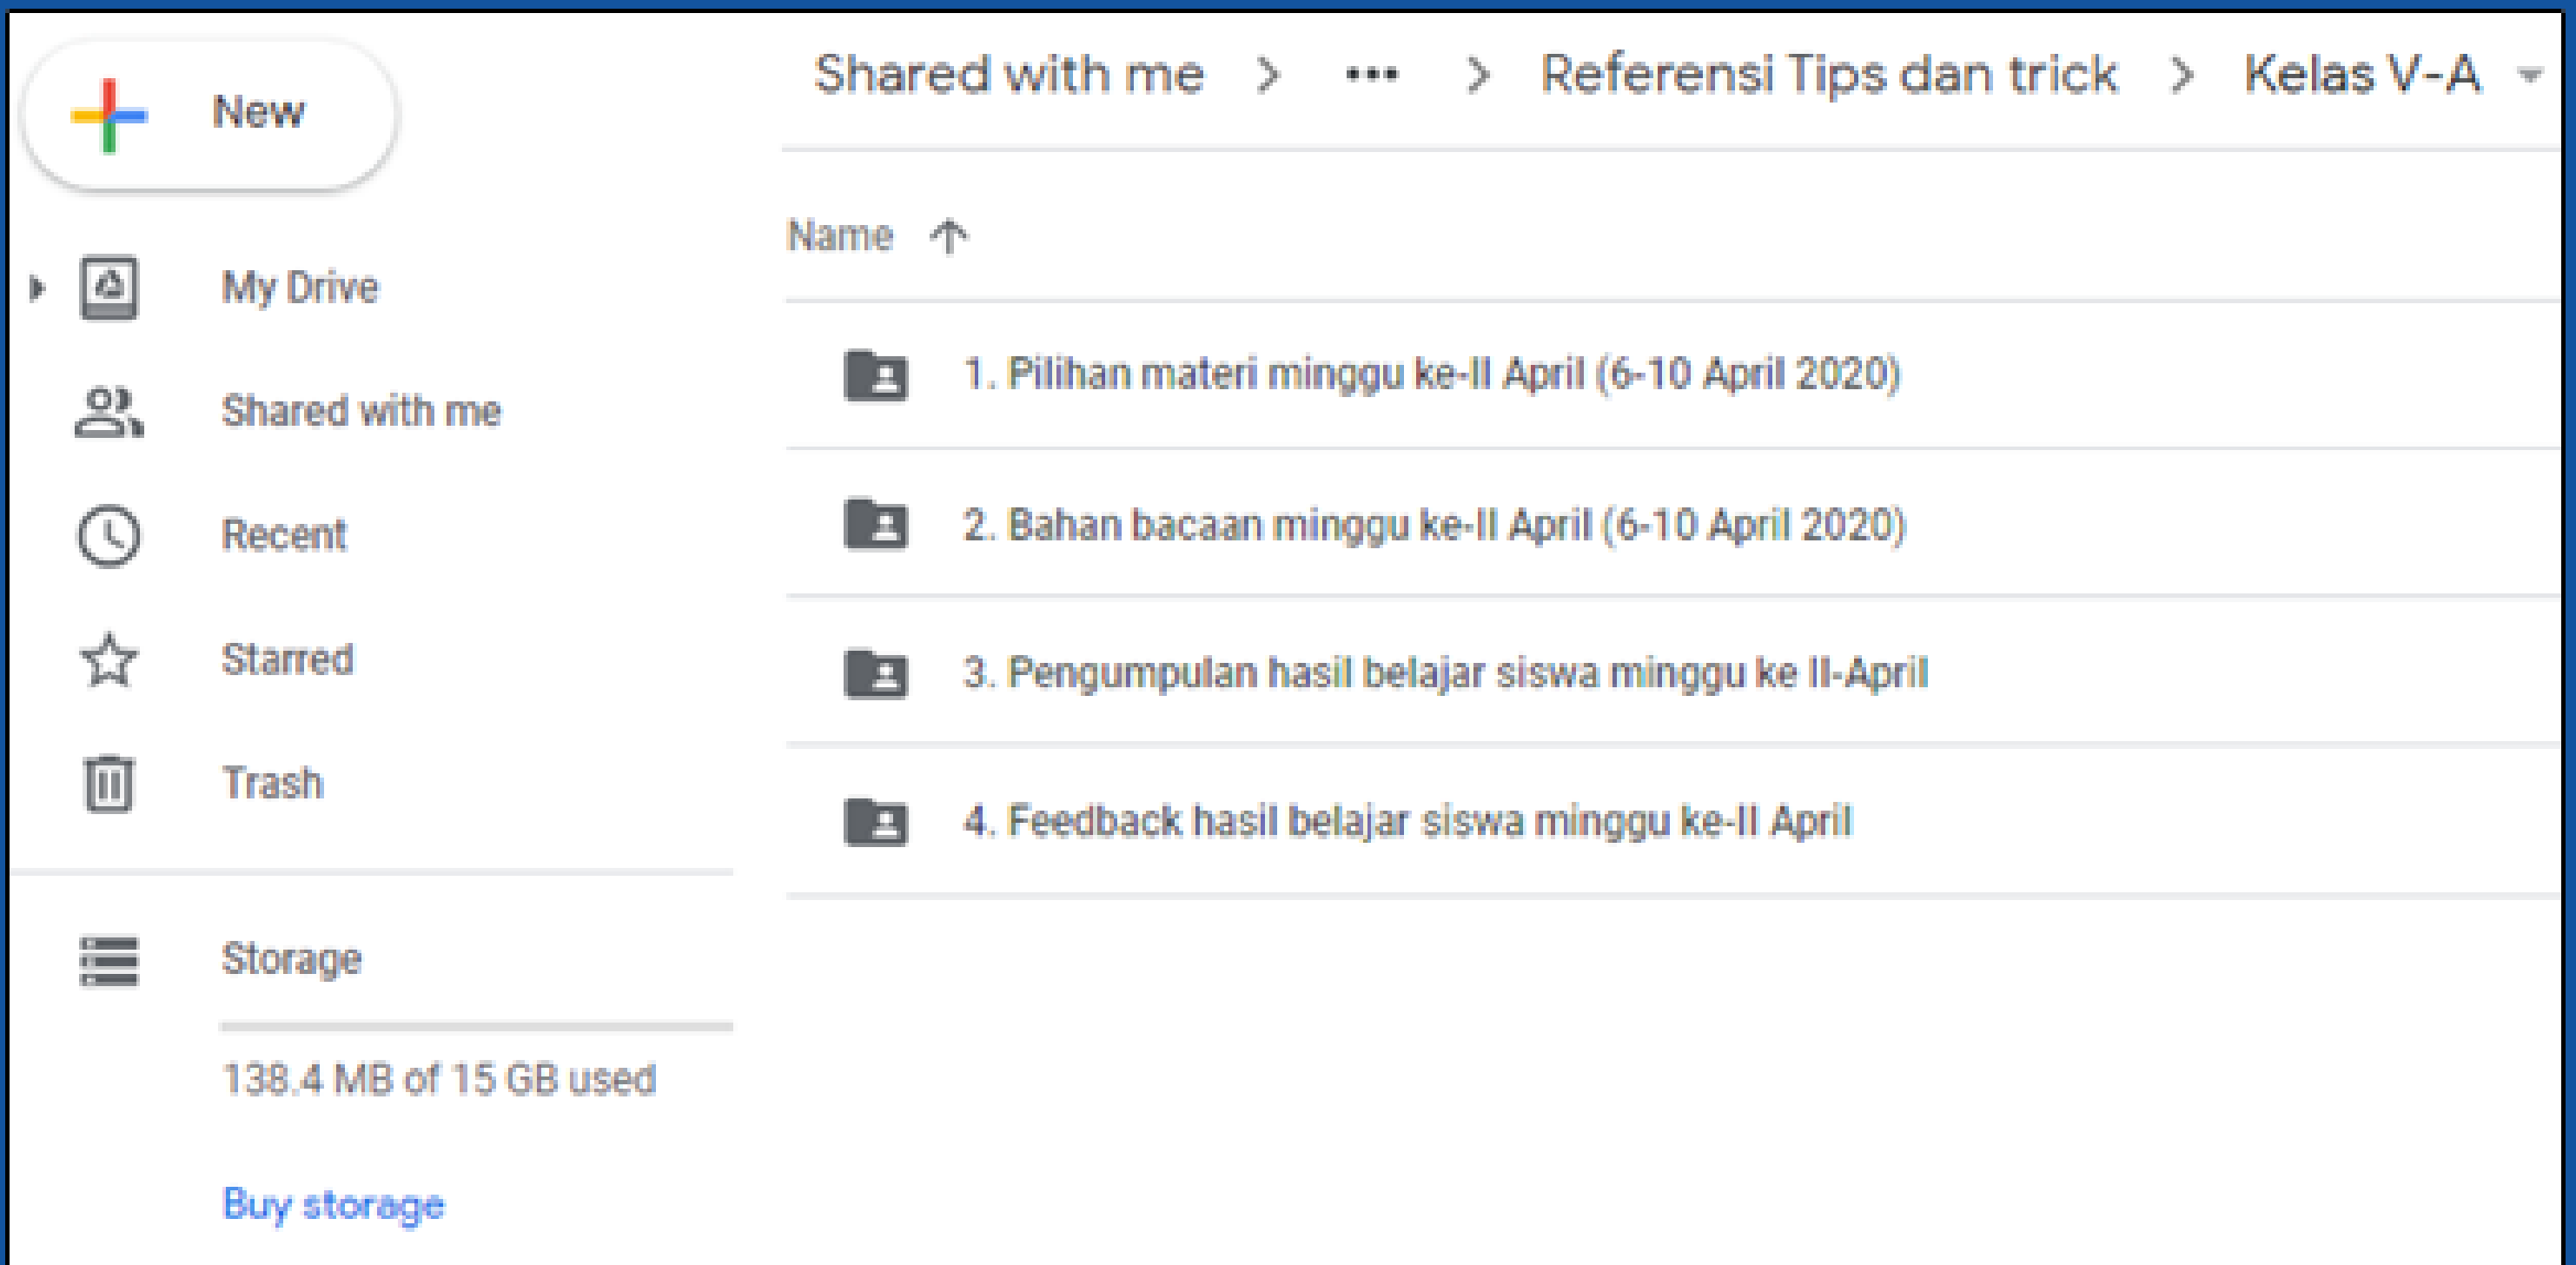 New
My Drive
Shared with me
Recent
Starred
Trash
Storage
138.4 MB of 15 GB used
Buy storage
Shared with me > ••• > Referensi Tips dan trick > Kelas V-A
Name ↑
1. Pilihan materi minggu ke-II April (6-10 April 2020)
2. Bahan bacaan minggu ke-II April (6-10 April 2020)
3. Pengumpulan hasil belajar siswa minggu ke II-April
4. Feedback hasil belajar siswa minggu ke-II April